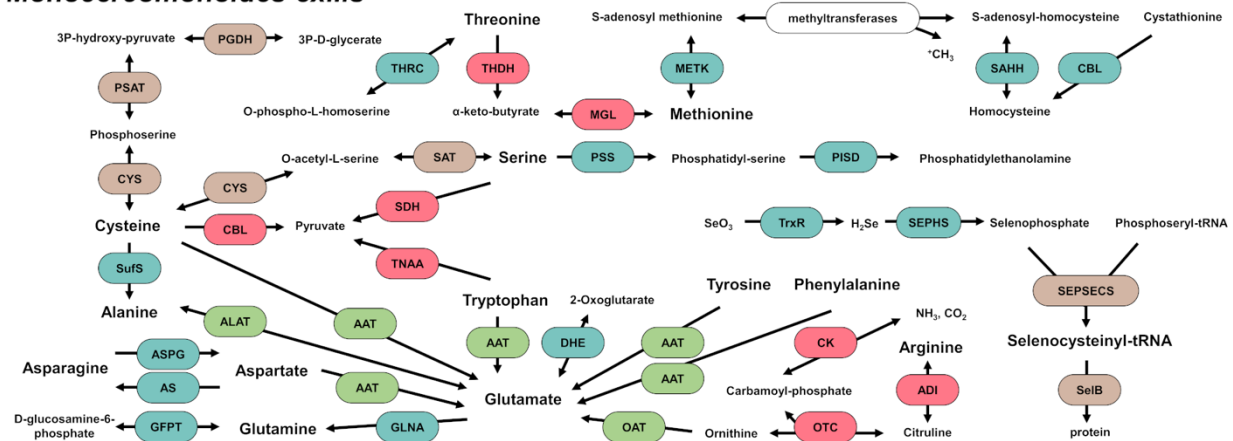 Monocercomonoides exilis
3P-hydroxy-pyruvate
PGDH
3P-D-glycerate
Threonine
S-adenosyl methionine
methyltransferases
S-adenosyl-homocysteine
Cystathionine
⁺CH₃
PSAT
THRC
THDH
METK
SAHH
CBL
O-phospho-L-homoserine
α-keto-butyrate
MGL
Methionine
Homocysteine
Phosphoserine
O-acetyl-L-serine
SAT
Serine
PSS
Phosphatidyl-serine
PISD
Phosphatidylethanolamine
CYS
CYS
SDH
Cysteine
CBL
Pyruvate
SeO₃
TrxR
H₂Se
SEPHS
Selenophosphate
Phosphoseryl-tRNA
SufS
TNAA
Tyrosine
Phenylalanine
SEPSECS
Alanine
ALAT
AAT
Tryptophan
2-Oxoglutarate
NH₃, CO₂
AAT
DHE
AAT
CK
Arginine
Selenocysteinyl-tRNA
Asparagine
ASPG
AS
Aspartate
AAT
AAT
Carbamoyl-phosphate
ADI
SelB
Glutamate
D-glucosamine-6-
phosphate
GFPT
Glutamine
GLNA
OAT
Ornithine
OTC
Citruline
protein